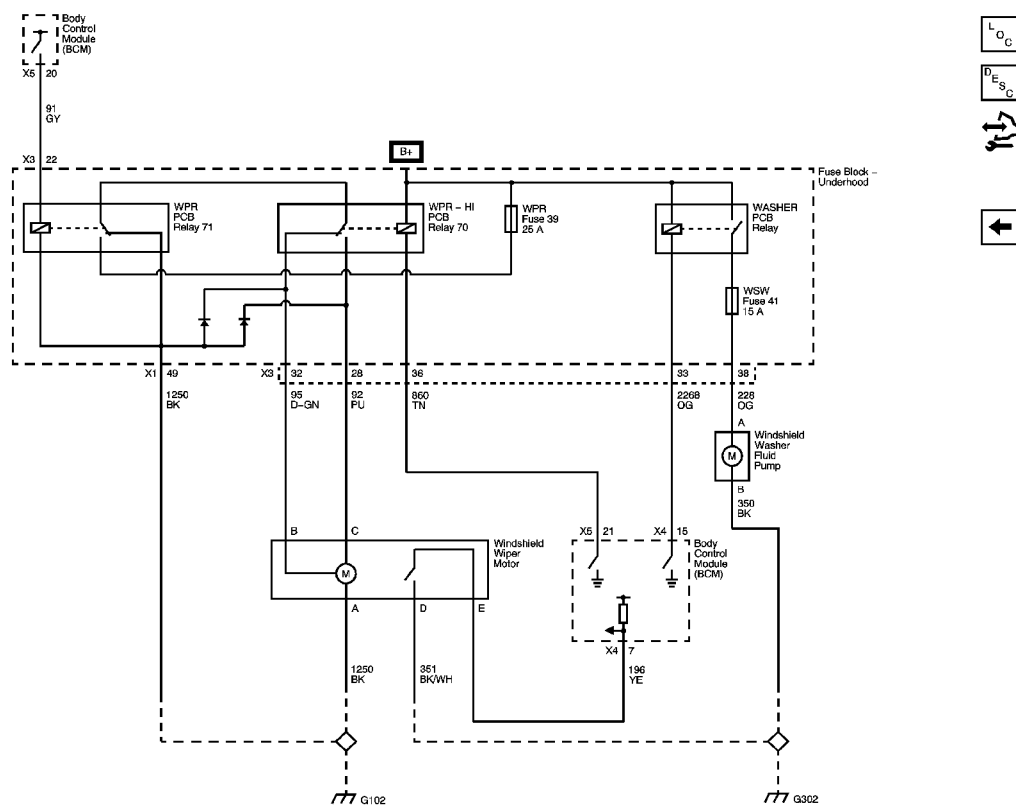 Body
Control
Module
(BCM)
X5 20
91
GY
X3 22
B+
Fuse Block –
Underhood
WPR
PCB
Relay 71
WPR – HI
PCB
Relay 70
WPR
Fuse 39
25 A
WASHER
PCB
Relay
WSW
Fuse 41
15 A
X1 49
X3 32 28 36 33 38
1250
BK
95
D–GN
92
PU
860
TN
2268
OG
228
OG
A
Windshield
Washer
Fluid
Pump
M
B
350
BK
B C
Windshield
Wiper
Motor
M
A D E
X6 21 X4 15
Body
Control
Module
(BCM)
X4 7
1250
BK
351
BK/WH
196
YE
G102
G302
LOC
DESC